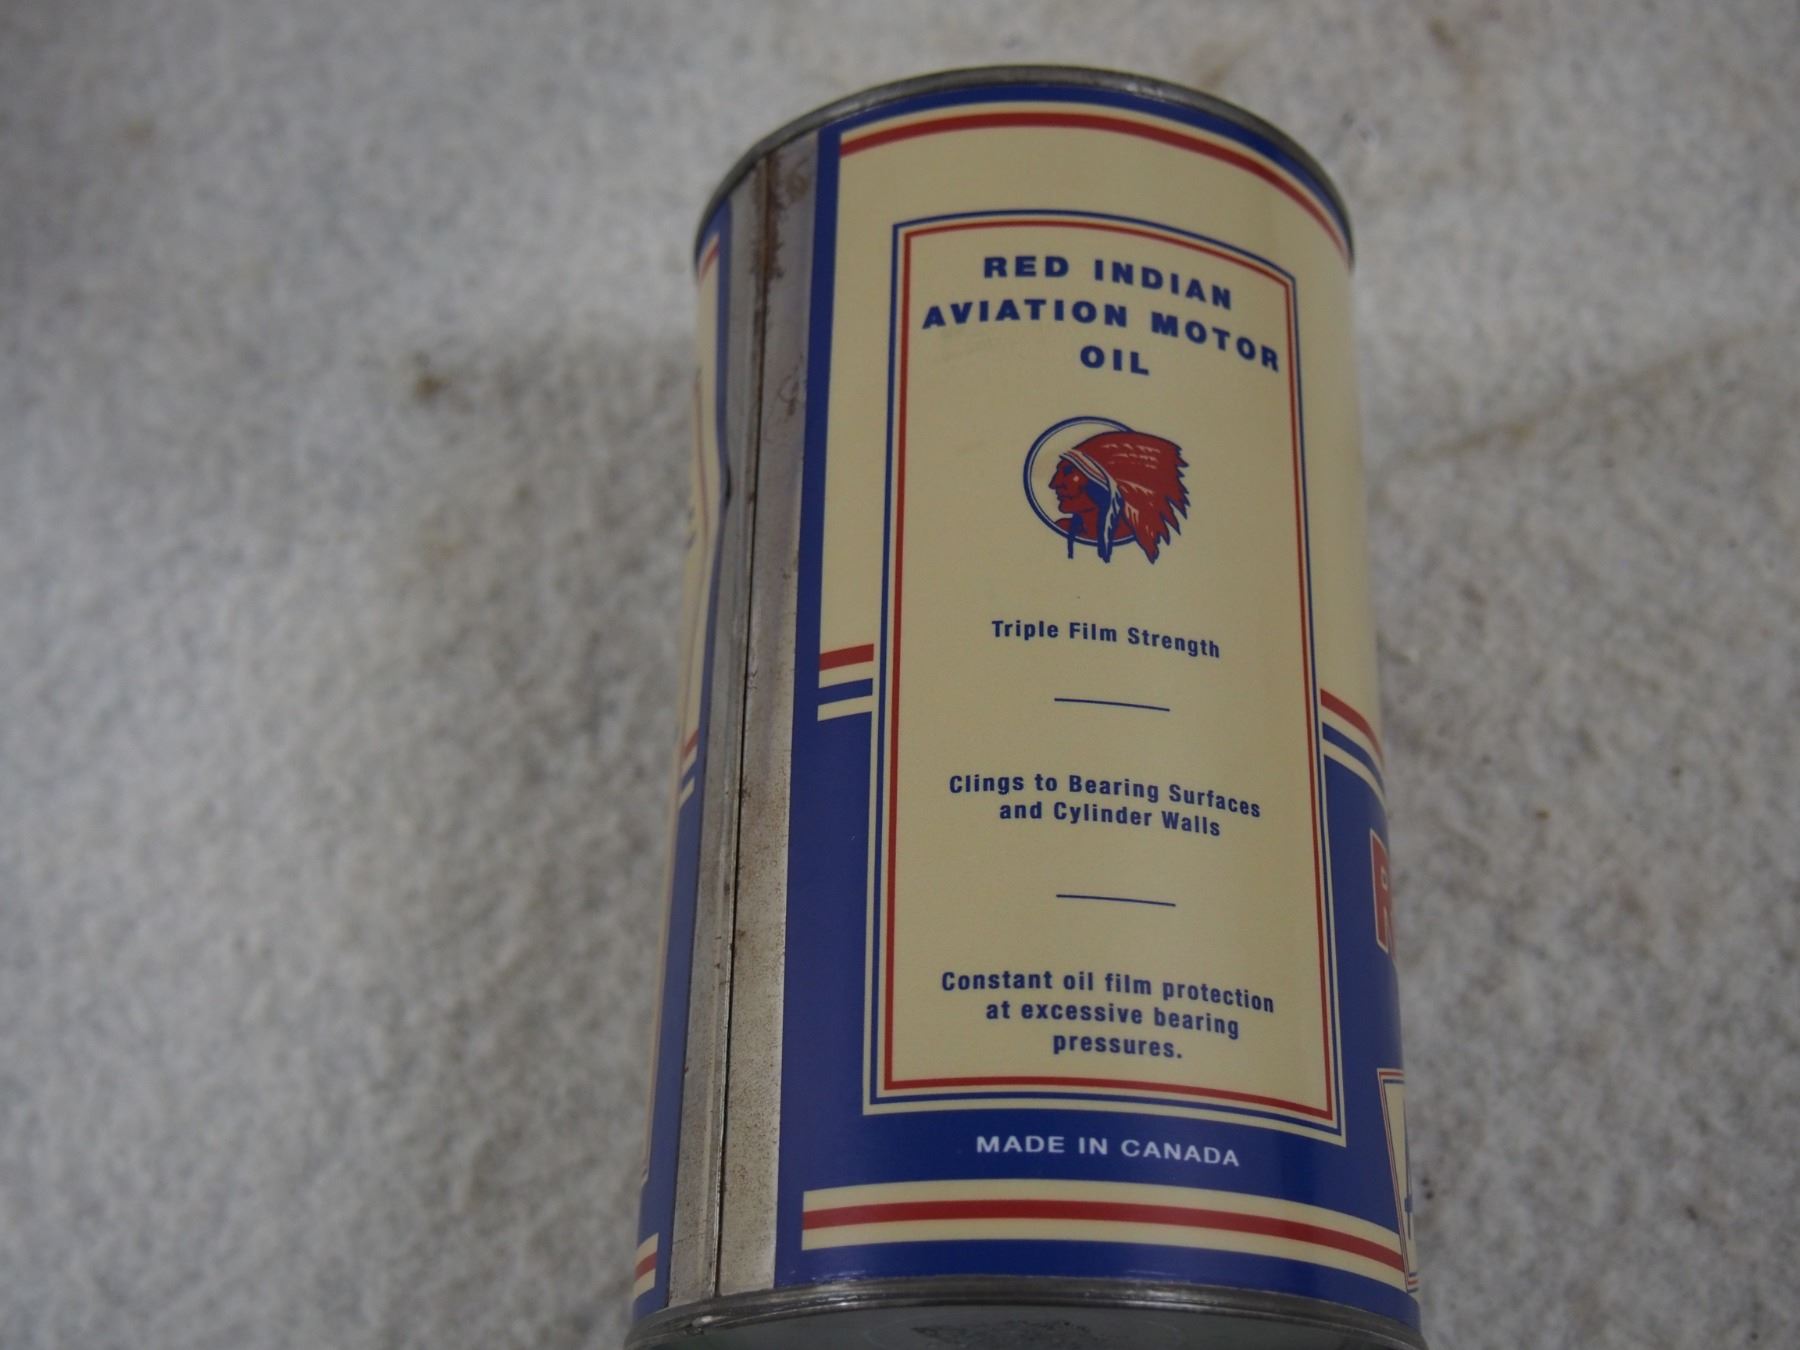 RED INDIAN
AVIATION MOTOR
OIL
Triple Film Strength
Clings to Bearing Surfaces
and Cylinder Walls
Constant oil film protection
at excessive bearing
pressures.
MADE IN CANADA